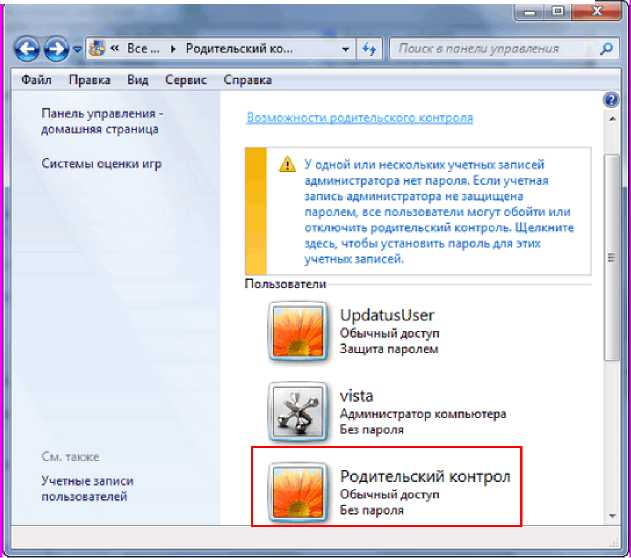 « Все ... ▸ Родительский ко...
Поиск в панели управления
Файл Правка Вид Сервис Справка
Панель управления -
домашняя страница
Системы оценки игр
См. также
Учетные записи
пользователей
Возможности родительского контроля
У одной или нескольких учетных записей
администратора нет пароля. Если учетная
запись администратора не защищена
паролем, все пользователи могут обойти или
отключить родительский контроль. Щелкните
здесь, чтобы установить пароль для этих
учетных записей.
Пользователи
UpdatusUser
Обычный доступ
Защита паролем
vista
Администратор компьютера
Без пароля
Родительский контрол
Обычный доступ
Без пароля